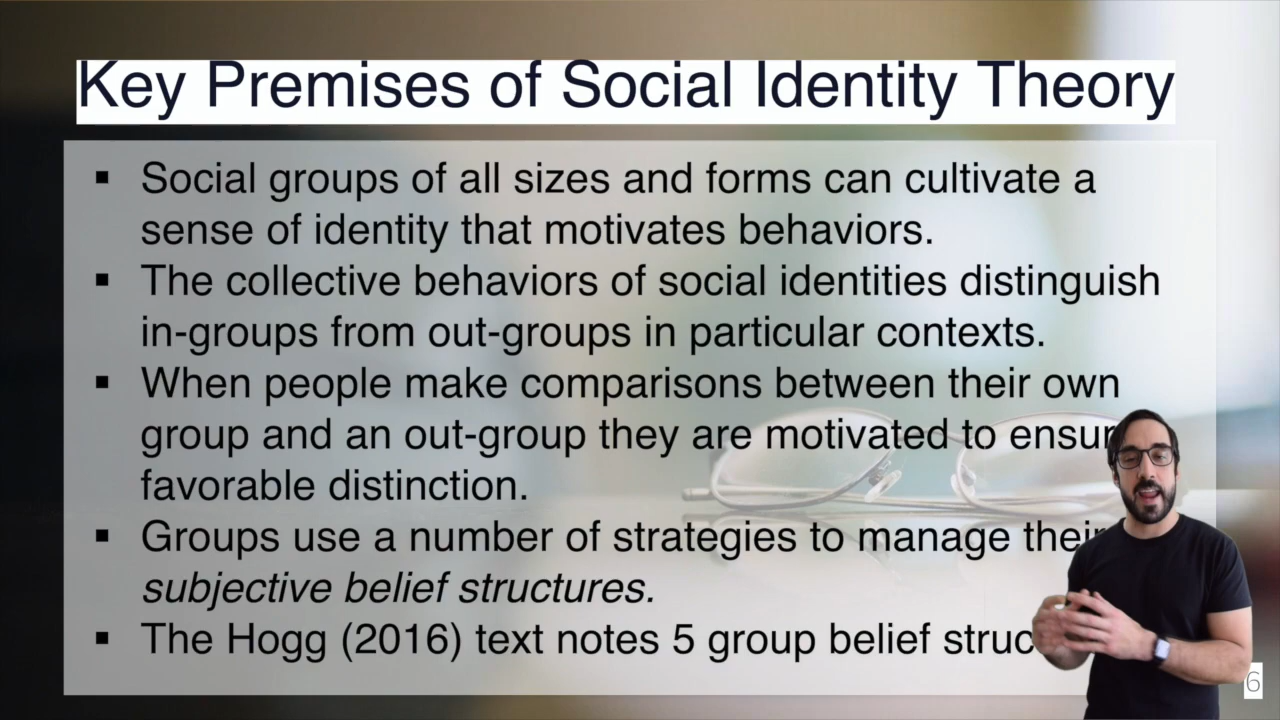 Key Premises of Social Identity Theory
▪ Social groups of all sizes and forms can cultivate a
sense of identity that motivates behaviors.
▪ The collective behaviors of social identities distinguish
in-groups from out-groups in particular contexts.
▪ When people make comparisons between their own
group and an out-group they are motivated to ensur
favorable distinction.
▪ Groups use a number of strategies to manage their
subjective belief structures.
▪ The Hogg (2016) text notes 5 group belief struc
6